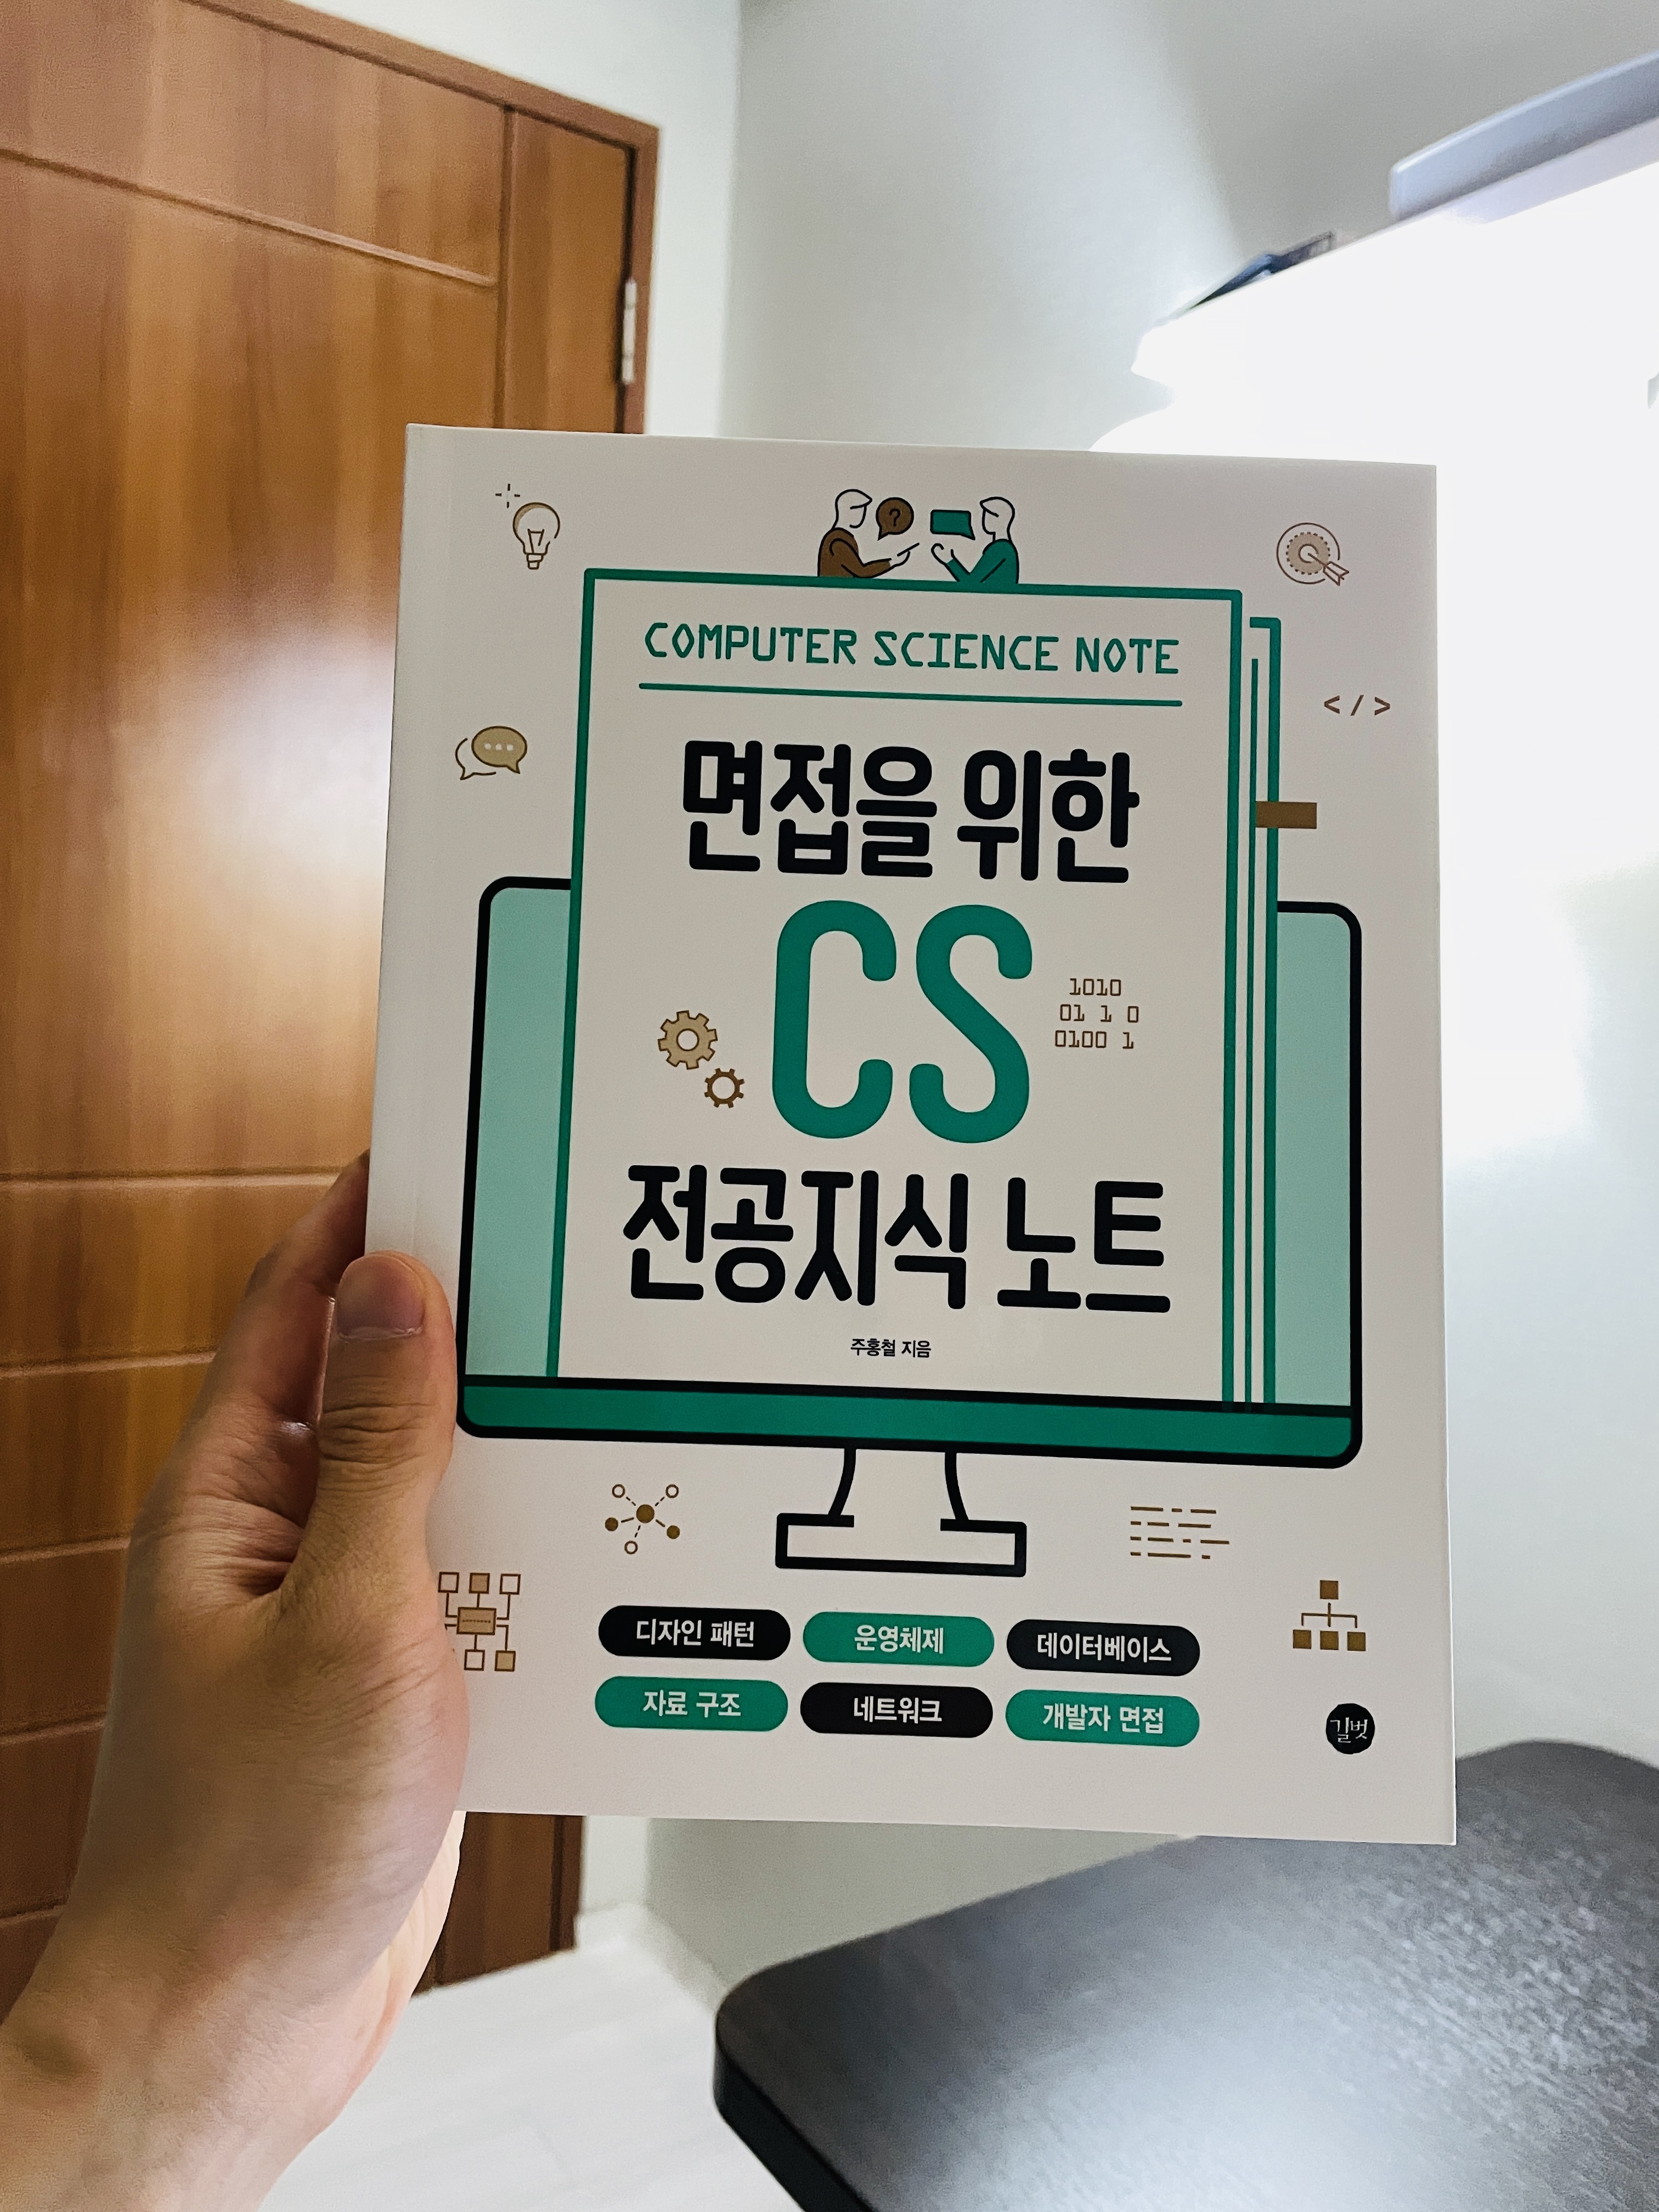 ?
COMPUTER SCIENCE NOTE
</>
면접을 위한
CS
1010
01 1 0
0100 1
전공지식 노트
주홍철 지음
디자인 패턴 운영체제 데이터베이스
자료 구조 네트워크 개발자 면접
길벗